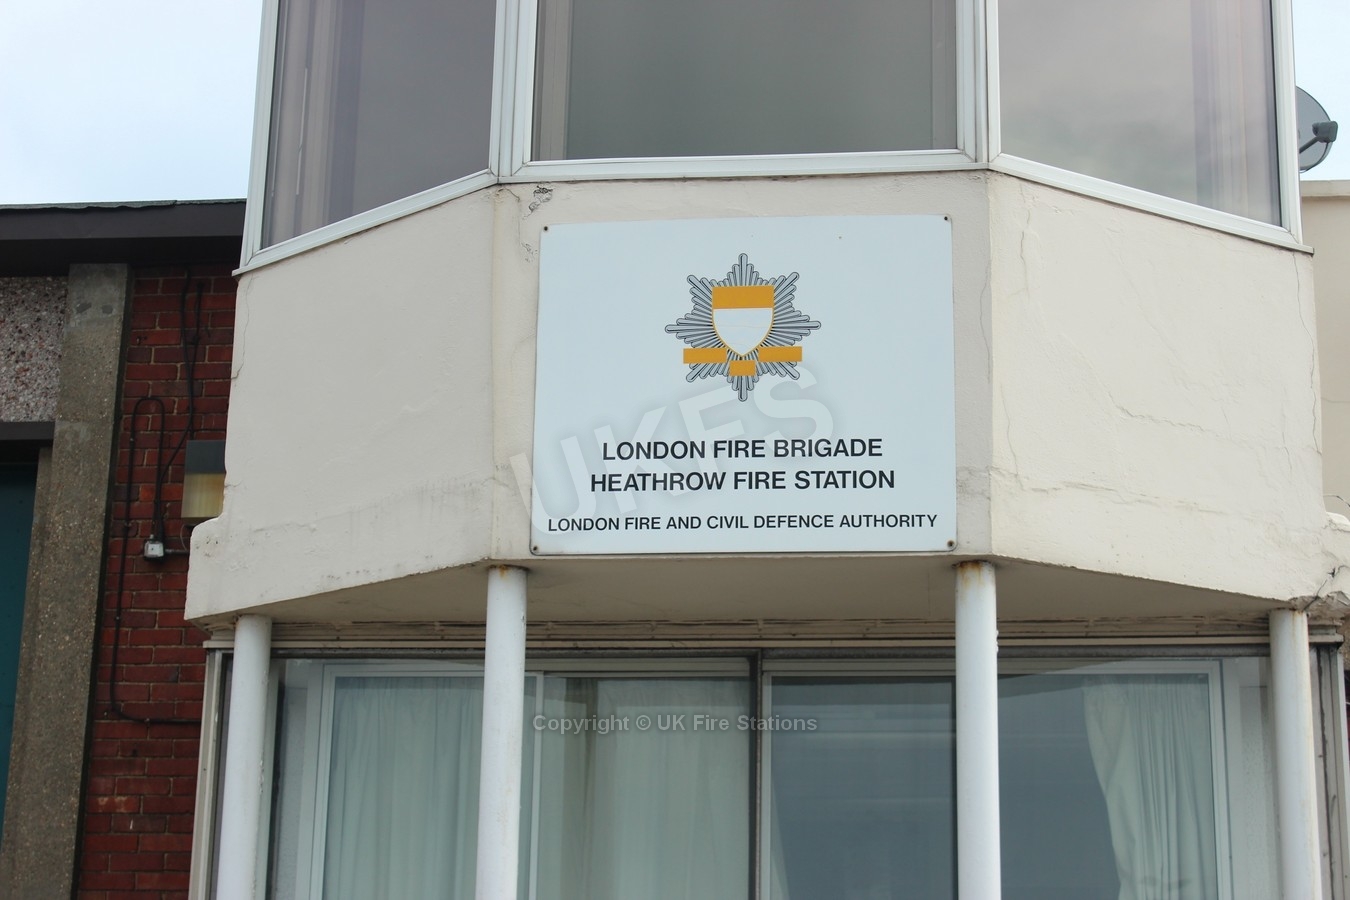 LONDON FIRE BRIGADE
HEATHROW FIRE STATION
LONDON FIRE AND CIVIL DEFENCE AUTHORITY
UKFS
Copyright © UK Fire Stations